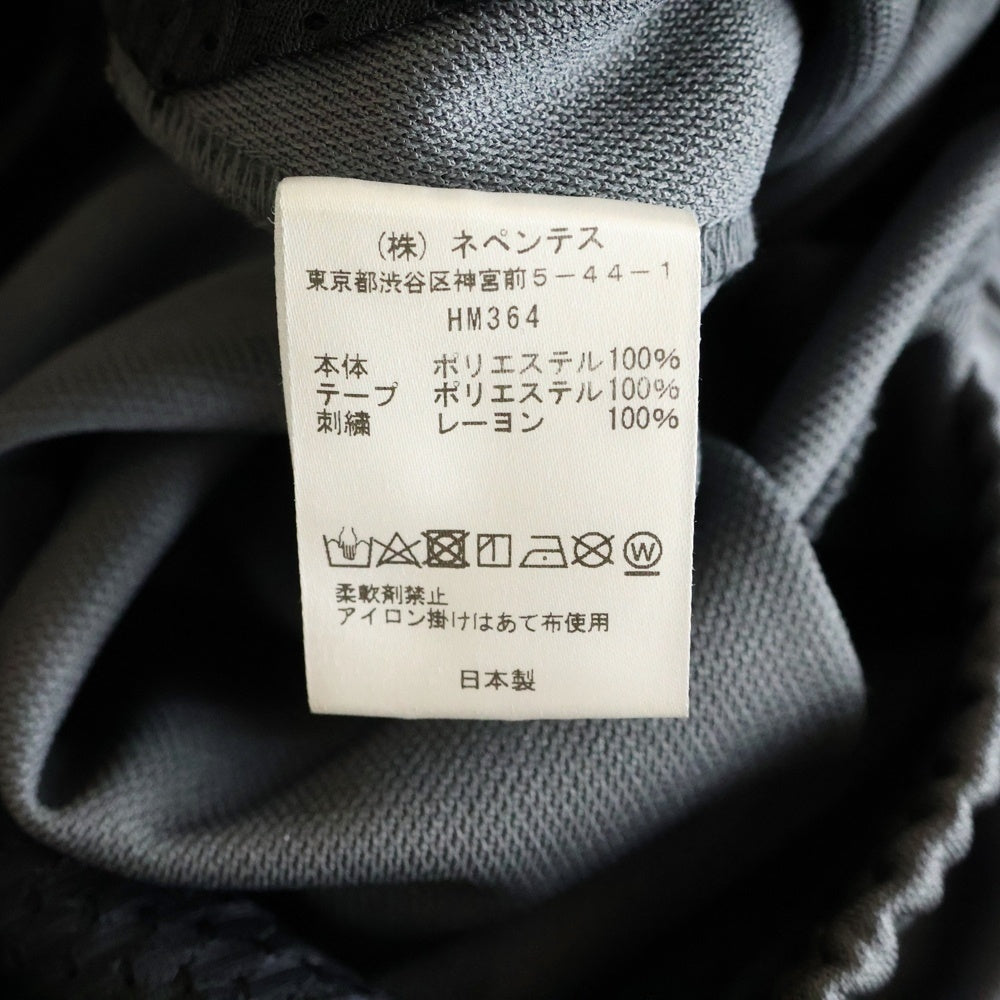 (株) ネペンテス
東京都渋谷区神宮前5-44-1
HM364
本体 ポリエステル100%
テープ ポリエステル100%
刺繍 レーヨン 100%
W
柔軟剤禁止
アイロン掛けはあて布使用
日本製